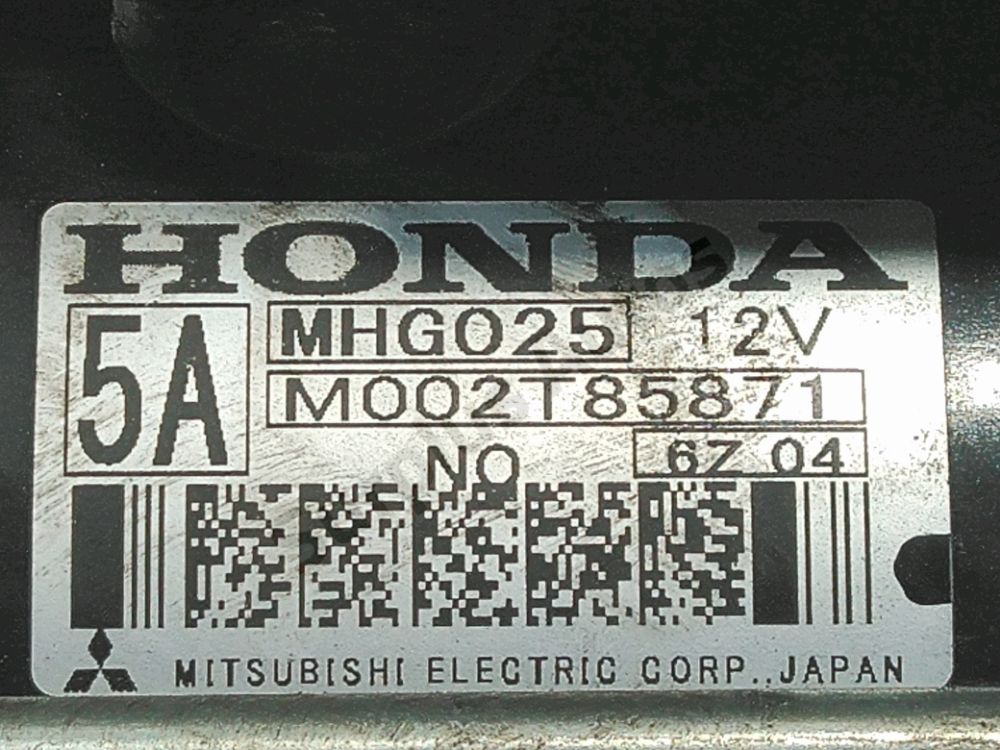 HONDA
5A
MHG025 12V
M002T85871
NO 6Z 04
MITSUBISHI ELECTRIC CORP., JAPAN